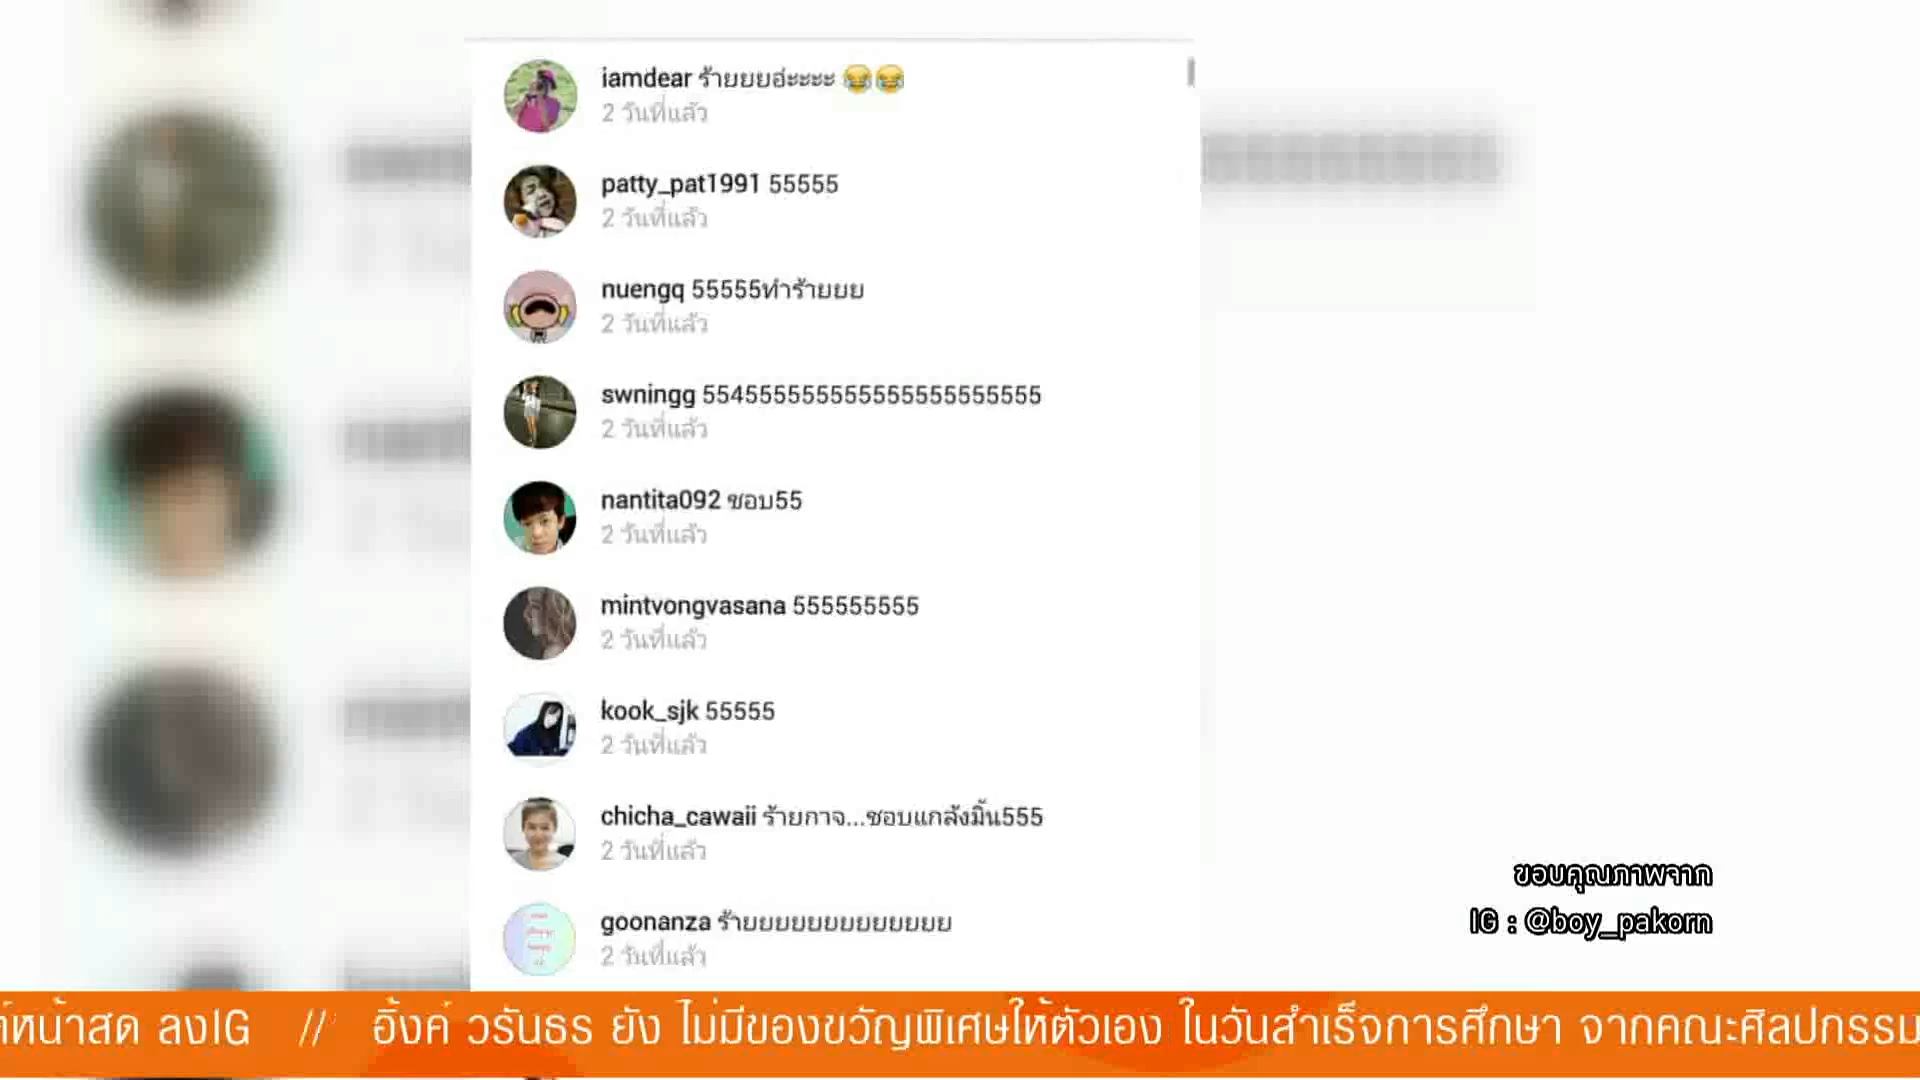 iamdear ร้ายยยอ่ะะะะ 😂😂
2 วันที่แล้ว
patty_pat1991 55555
2 วันที่แล้ว
nuengq 55555ทำร้ายยย
2 วันที่แล้ว
swningg 554555555555555555555555
2 วันที่แล้ว
nantita092 ชอบ55
2 วันที่แล้ว
mintvongvasana 555555555
2 วันที่แล้ว
kook_sjk 55555
2 วันที่แล้ว
chicha_cawaii ร้ายกาจ...ชอบแกล้งมิ้น555
2 วันที่แล้ว
goonanza ร้ายยยยยยยยยยยยยย
2 วันที่แล้ว
ขอบคุณภาพจาก
IG : @boy_pakorn
หน้าสด ลงIG // อิ้งค์ วรันธร ยัง ไม่มีของขวัญพิเศษให้ตัวเอง ในวันสำเร็จการศึกษา จากคณะศิลปกรรม